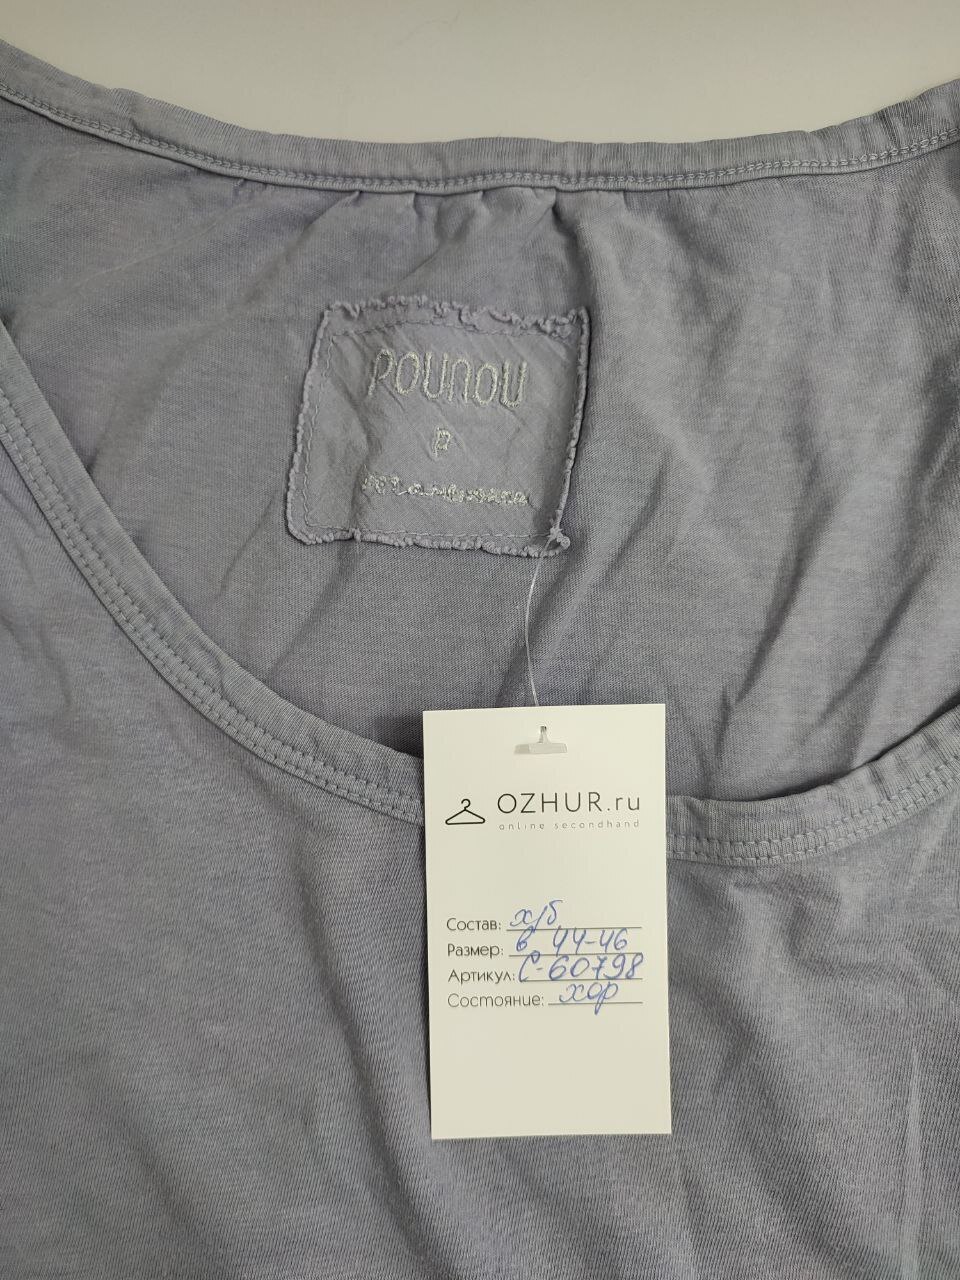 POUNOU
P
OZHUR.ru
online secondhand
Состав: х/б
Размер: в 44-46
Артикул: С-60798
Состояние: хор